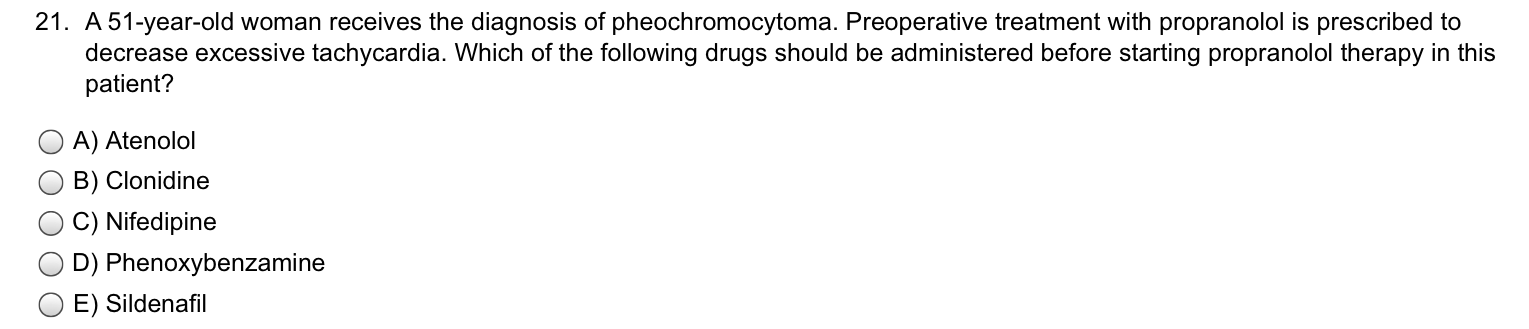 21. A 51-year-old woman receives the diagnosis of pheochromocytoma. Preoperative treatment with propranolol is prescribed to
decrease excessive tachycardia. Which of the following drugs should be administered before starting propranolol therapy in this
patient?
A) Atenolol
B) Clonidine
C) Nifedipine
D) Phenoxybenzamine
E) Sildenafil